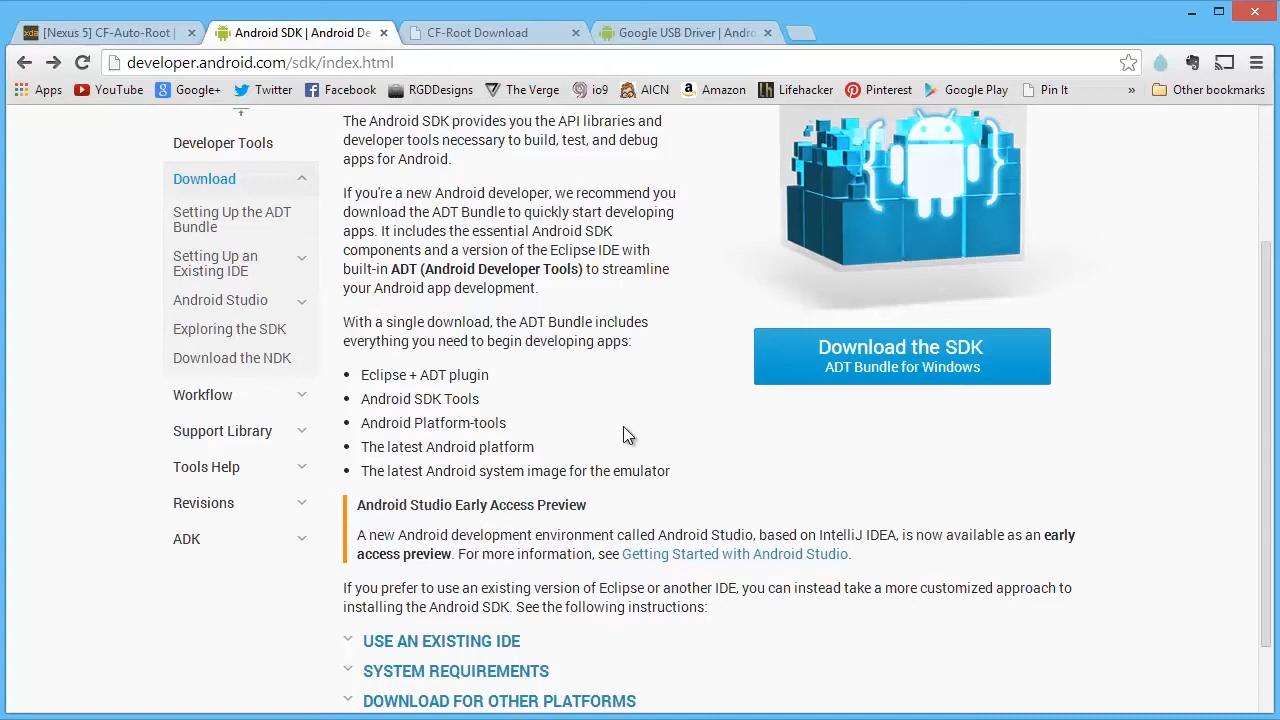 [Nexus 5] CF-Auto-Root |
Android SDK | Android De
CF-Root Download
Google USB Driver | Andro
developer.android.com/sdk/index.html
Apps YouTube Google+ Twitter Facebook RGDDesigns The Verge io9 AICN Amazon Lifehacker Pinterest Google Play Pin It » Other bookmarks
Developer Tools
Download
Setting Up the ADT
Bundle
Setting Up an
Existing IDE
Android Studio
Exploring the SDK
Download the NDK
Workflow
Support Library
Tools Help
Revisions
ADK
The Android SDK provides you the API libraries and
developer tools necessary to build, test, and debug
apps for Android.
If you're a new Android developer, we recommend you
download the ADT Bundle to quickly start developing
apps. It includes the essential Android SDK
components and a version of the Eclipse IDE with
built-in ADT (Android Developer Tools) to streamline
your Android app development.
With a single download, the ADT Bundle includes
everything you need to begin developing apps:
• Eclipse + ADT plugin
• Android SDK Tools
• Android Platform-tools
• The latest Android platform
• The latest Android system image for the emulator
Download the SDK
ADT Bundle for Windows
Android Studio Early Access Preview
A new Android development environment called Android Studio, based on IntelliJ IDEA, is now available as an early
access preview. For more information, see Getting Started with Android Studio.
If you prefer to use an existing version of Eclipse or another IDE, you can instead take a more customized approach to
installing the Android SDK. See the following instructions:
USE AN EXISTING IDE
SYSTEM REQUIREMENTS
DOWNLOAD FOR OTHER PLATFORMS